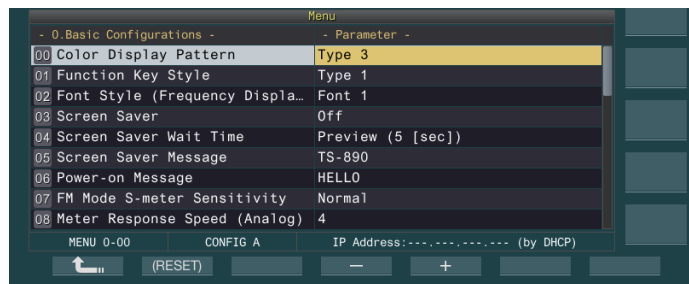 Menu
- 0.Basic Configurations - - Parameter -
00 Color Display Pattern Type 3
01 Function Key Style Type 1
02 Font Style (Frequency Displa… Font 1
03 Screen Saver Off
04 Screen Saver Wait Time Preview (5 [sec])
05 Screen Saver Message TS-890
06 Power-on Message HELLO
07 FM Mode S-meter Sensitivity Normal
08 Meter Response Speed (Analog) 4
MENU 0-00 CONFIG A IP Address:---.---.---.--- (by DHCP)
(RESET) − +